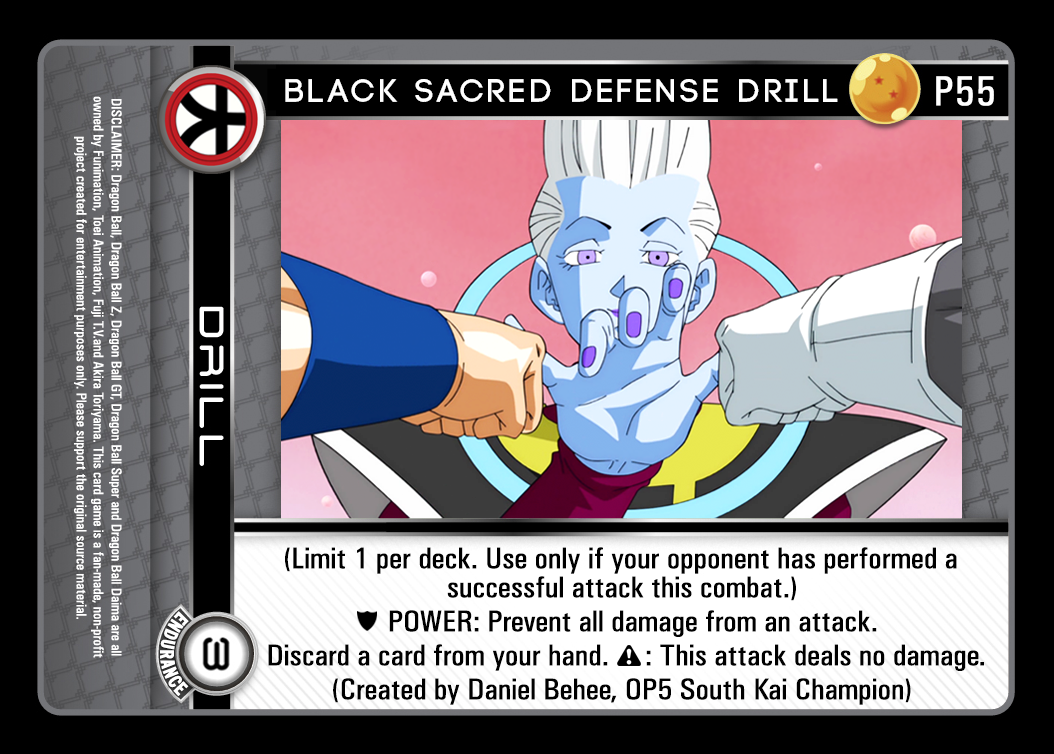 BLACK SACRED DEFENSE DRILL P55
DISCLAIMER: Dragon Ball, Dragon Ball Z, Dragon Ball GT, Dragon Ball Super and Dragon Ball Daima are all
owned by Funimation, Toei Animation, Fuji T.V.and Akira Toriyama. This card game is a fan-made, non-profit
project created for entertainment purposes only. Please support the original source material.
DRILL
(Limit 1 per deck. Use only if your opponent has performed a
successful attack this combat.)
POWER: Prevent all damage from an attack.
Discard a card from your hand. : This attack deals no damage.
(Created by Daniel Behee, OP5 South Kai Champion)
ENDURANCE
3